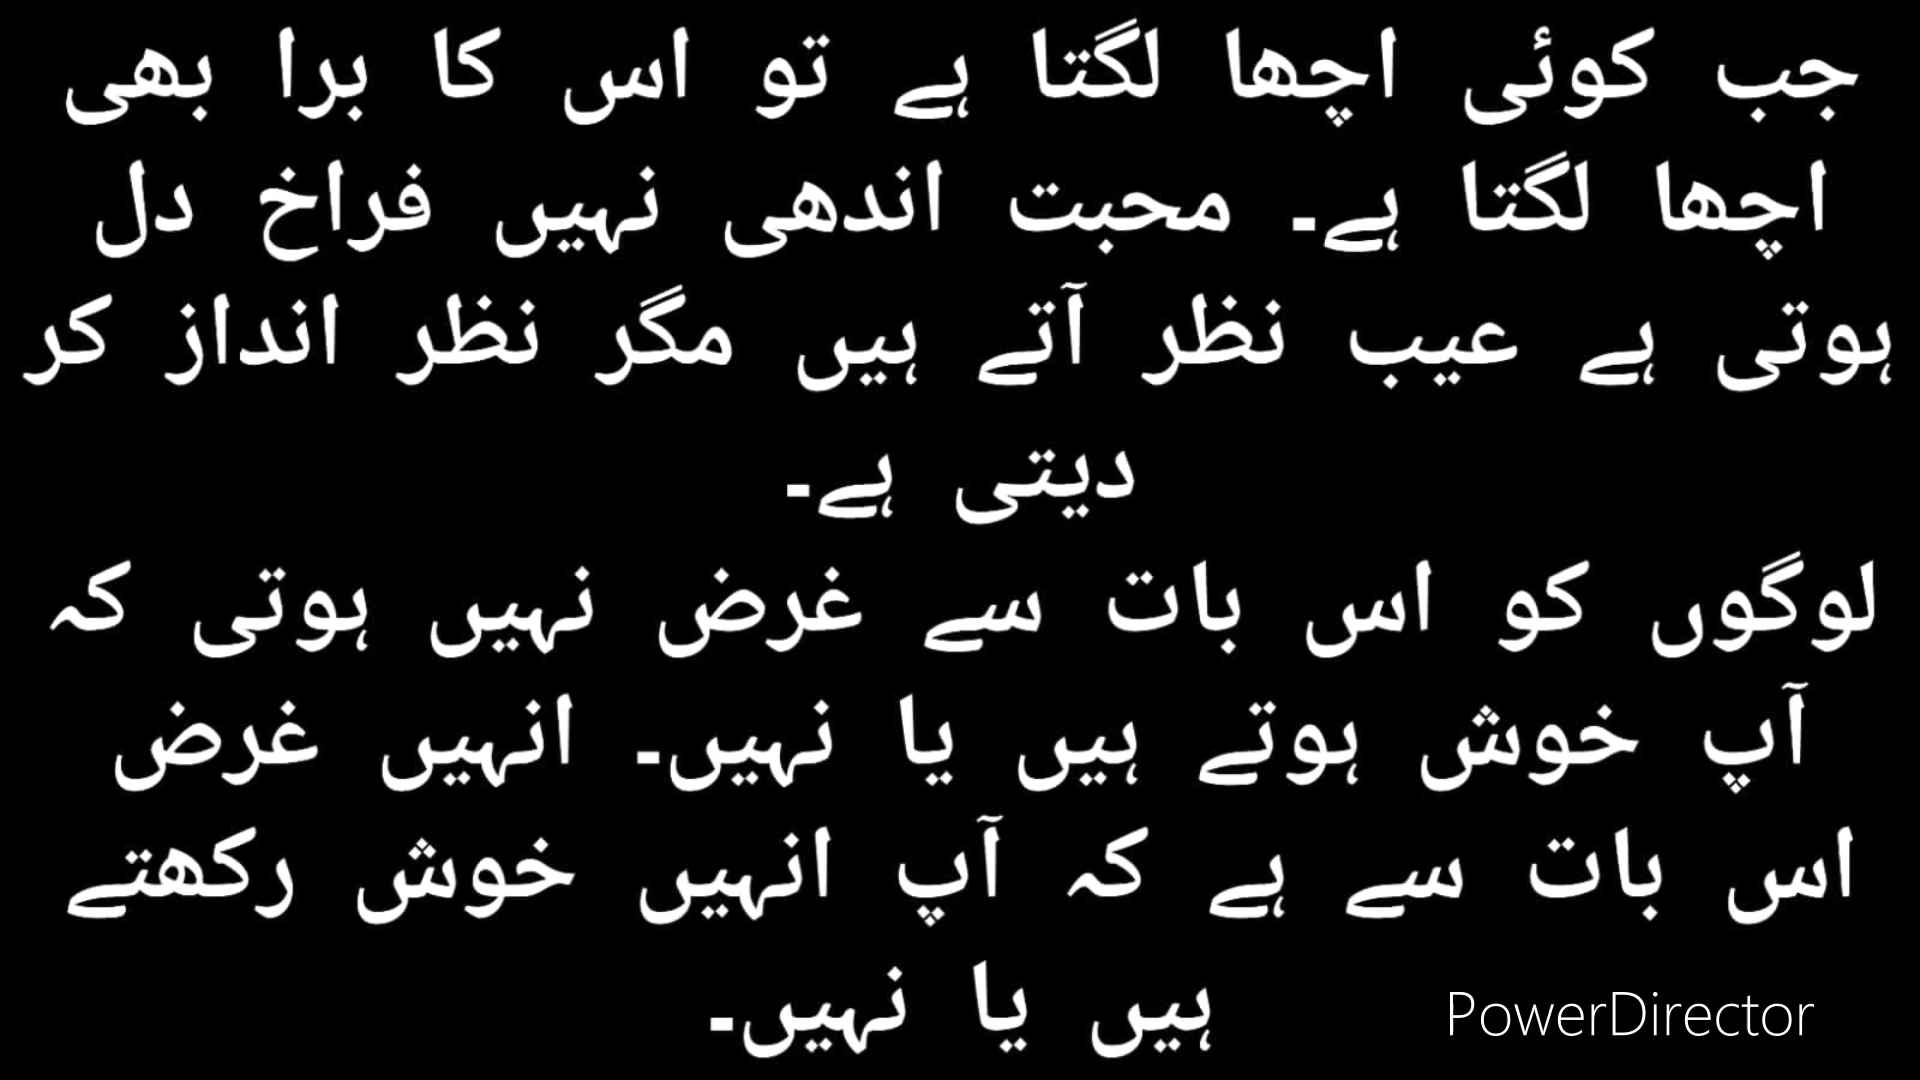 جب کوئی اچھا لگتا ہے تو اس کا برا بھی
اچھا لگتا ہے۔ محبت اندھی نہیں فراخ دل
ہوتی ہے عیب نظر آتے ہیں مگر نظر انداز کر
دیتی ہے۔
لوگوں کو اس بات سے غرض نہیں ہوتی کہ
آپ خوش ہوتے ہیں یا نہیں۔ انہیں غرض
اس بات سے ہے کہ آپ انہیں خوش رکھتے
ہیں یا نہیں۔
PowerDirector